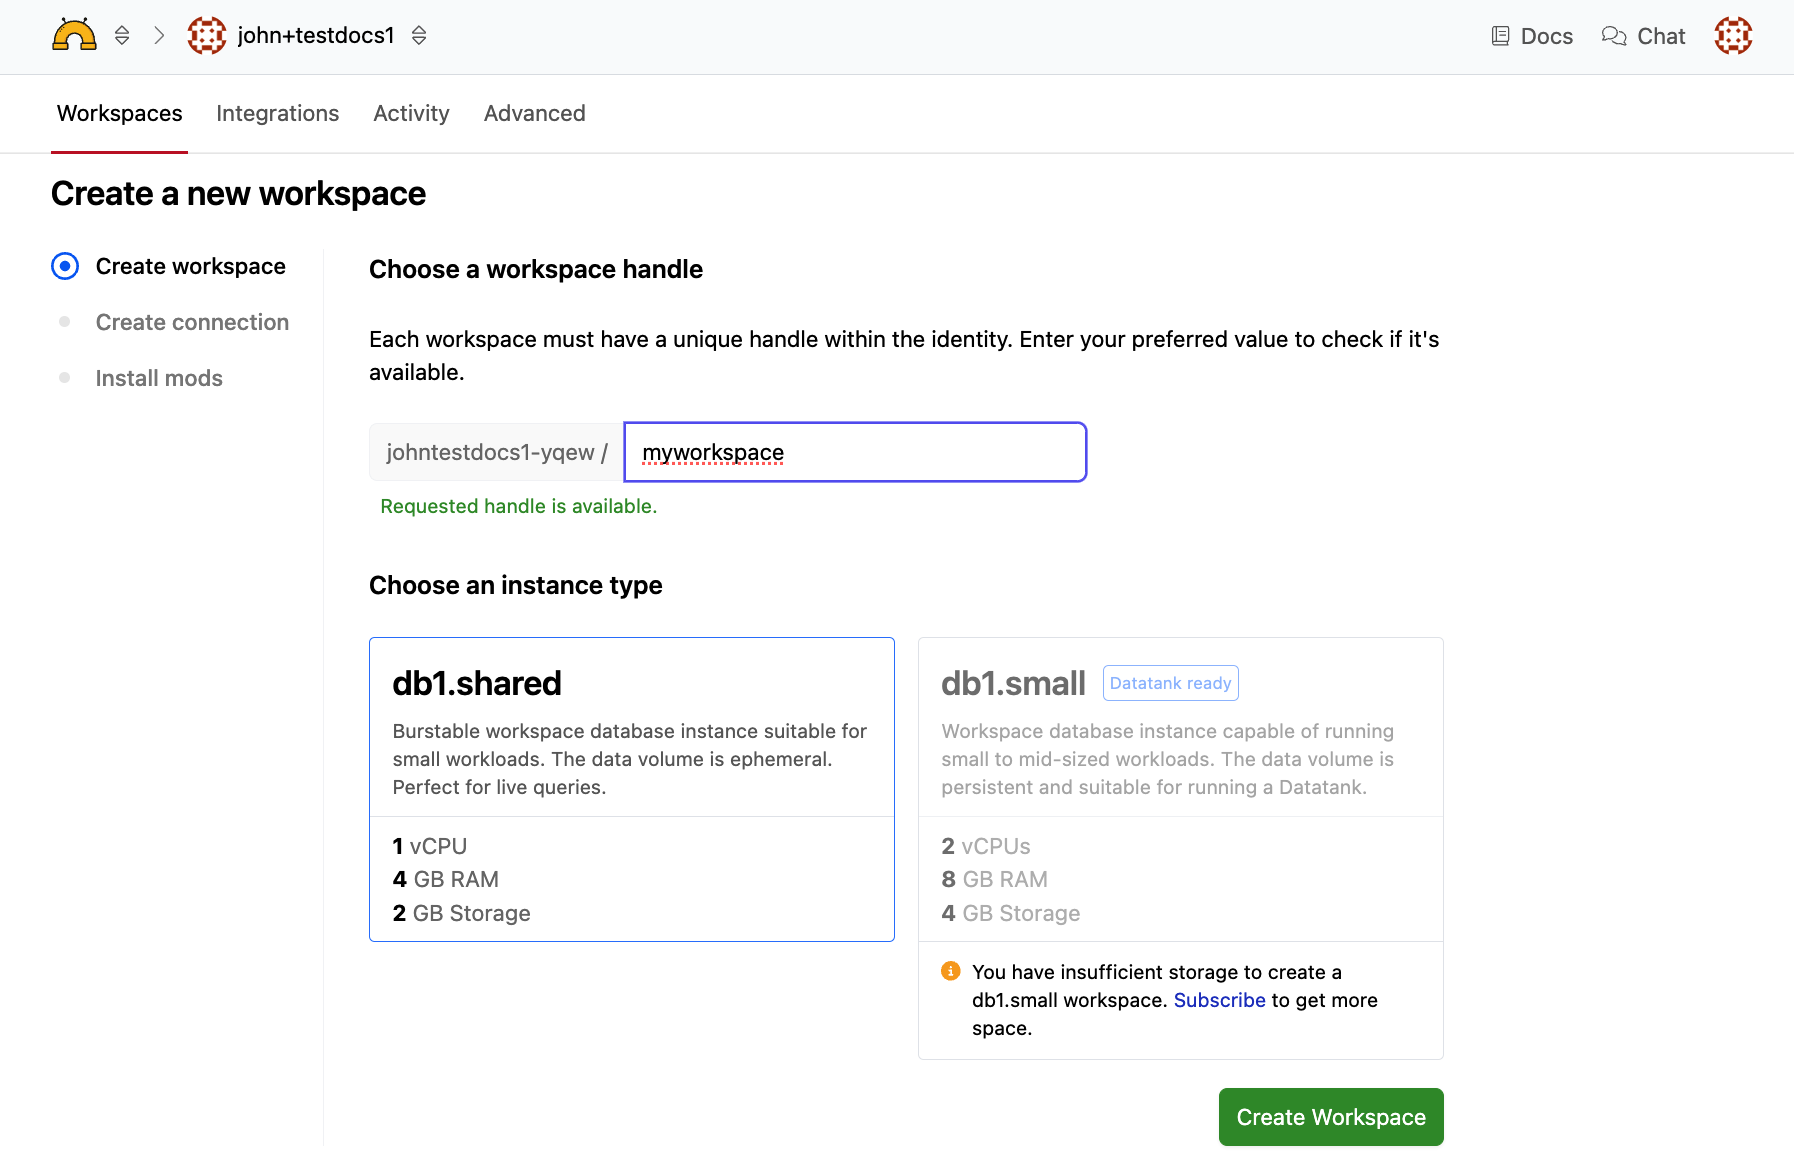 john+testdocs1
Docs
Chat
Workspaces
Integrations
Activity
Advanced
Create a new workspace
Create workspace
Create connection
Install mods
Choose a workspace handle
Each workspace must have a unique handle within the identity. Enter your preferred value to check if it's
available.
johntestdocs1-yqew /
myworkspace
Requested handle is available.
Choose an instance type
db1.shared
Burstable workspace database instance suitable for
small workloads. The data volume is ephemeral.
Perfect for live queries.
1 vCPU
4 GB RAM
2 GB Storage
db1.small
Datatank ready
Workspace database instance capable of running
small to mid-sized workloads. The data volume is
persistent and suitable for running a Datatank.
2 vCPUs
8 GB RAM
4 GB Storage
You have insufficient storage to create a
db1.small workspace. Subscribe to get more
space.
Create Workspace